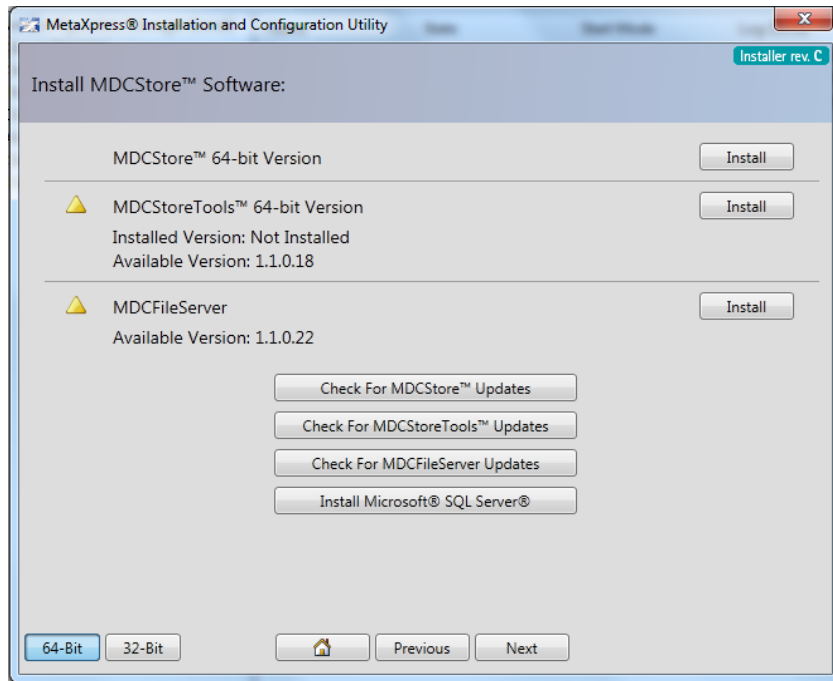 MetaXpress® Installation and Configuration Utility
Installer rev. C
Install MDCStore™ Software:
MDCStore™ 64-bit Version
Install
MDCStoreTools™ 64-bit Version
Install
Installed Version: Not Installed
Available Version: 1.1.0.18
MDCFileServer
Install
Available Version: 1.1.0.22
Check For MDCStore™ Updates
Check For MDCStoreTools™ Updates
Check For MDCFileServer Updates
Install Microsoft® SQL Server®
64-Bit
32-Bit
Previous
Next